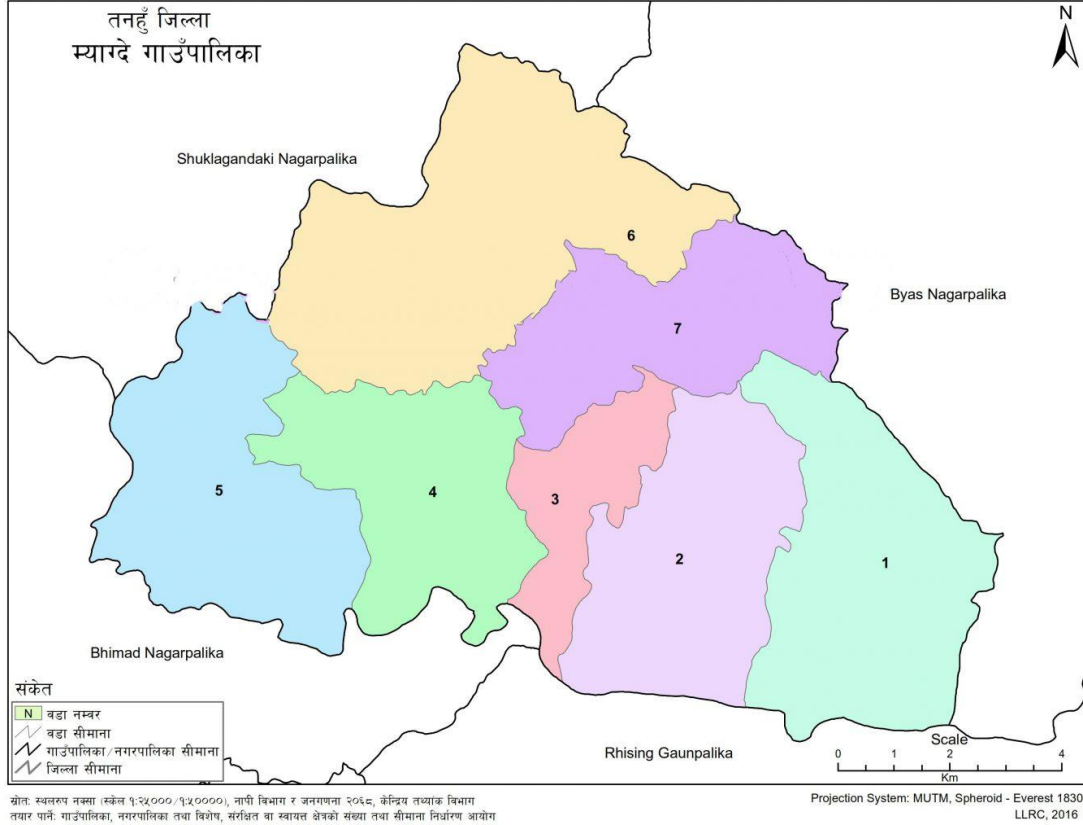 तनहुँ जिल्ला
म्याग्दे गाउँपालिका
N
Shuklagandaki Nagarpalika
6
Byas Nagarpalika
7
5
4
3
2
1
Bhimad Nagarpalika
Rhising Gaunpalika
संकेत
N वडा नम्वर
वडा सीमाना
गाउँपालिका/नगरपालिका सीमाना
जिल्ला सीमाना
Scale
0 1 2 4
Km
स्रोत: स्थलरुप नक्सा (स्केल १:२५०००/१:५००००), नापी विभाग र जनगणना २०६८, केन्द्रिय तथ्यांक विभाग
तयार पार्ने: गाउँपालिका, नगरपालिका तथा विशेष, संरक्षित वा स्वायत्त क्षेत्रको संख्या तथा सीमाना निर्धारण आयोग
Projection System: MUTM, Spheroid - Everest 1830
LLRC, 2016